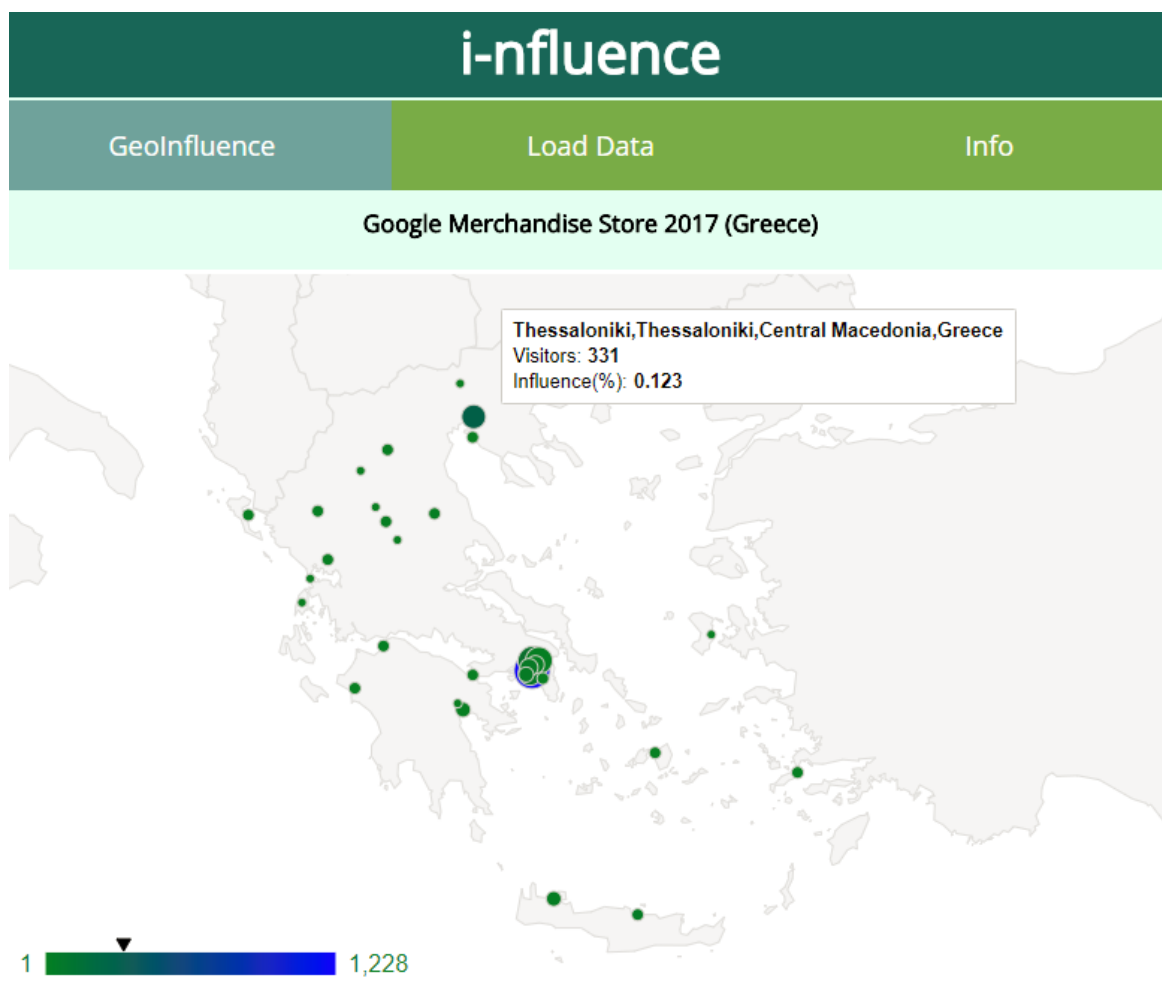 i-nfluence
GeoInfluence Load Data Info
Google Merchandise Store 2017 (Greece)
Thessaloniki,Thessaloniki,Central Macedonia,Greece
Visitors: 331
Influence(%): 0.123
1 1,228